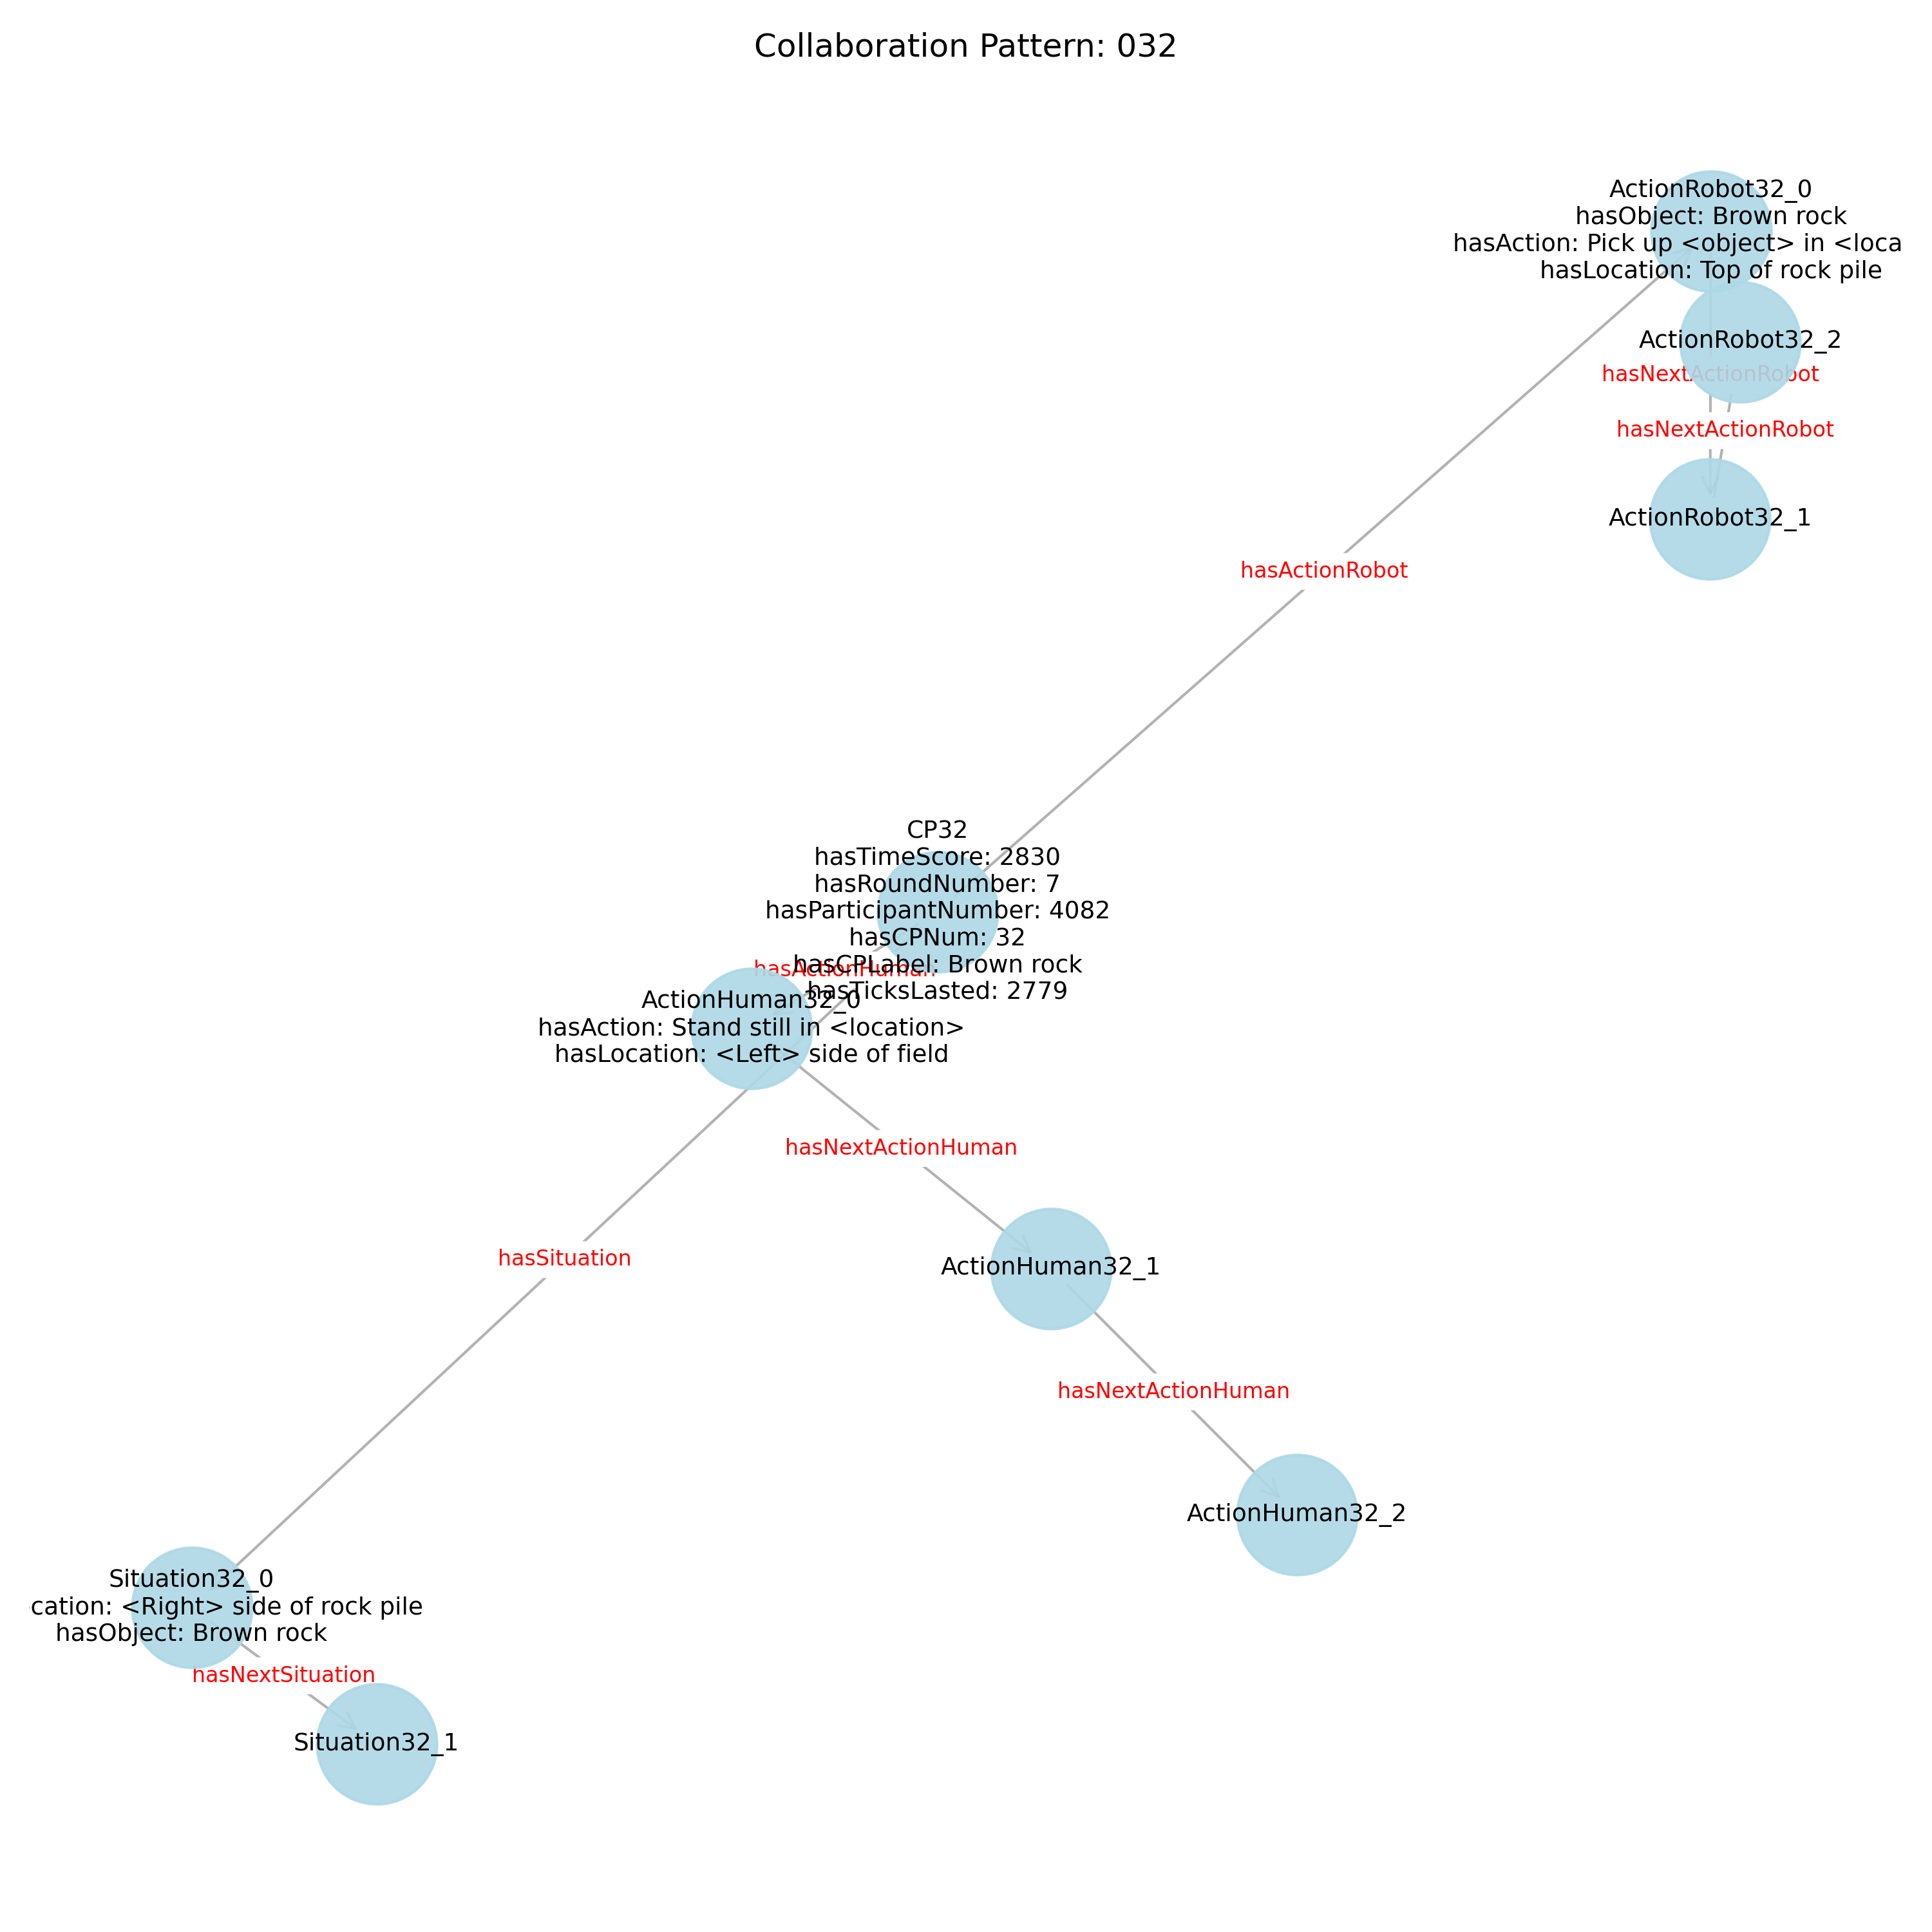 Collaboration Pattern: 032
ActionRobot32_0
hasObject: Brown rock
hasAction: Pick up <object> in <loca
hasLocation: Top of rock pile
ActionRobot32_2
hasNextActionRobot
hasNextActionRobot
ActionRobot32_1
hasActionRobot
CP32
hasTimeScore: 2830
hasRoundNumber: 7
hasParticipantNumber: 4082
hasCPNum: 32
hasCPLabel: Brown rock
hasTicksLasted: 2779
hasActionHuman
ActionHuman32_0
hasAction: Stand still in <location>
hasLocation: <Left> side of field
hasNextActionHuman
hasSituation
ActionHuman32_1
hasNextActionHuman
ActionHuman32_2
Situation32_0
cation: <Right> side of rock pile
hasObject: Brown rock
hasNextSituation
Situation32_1